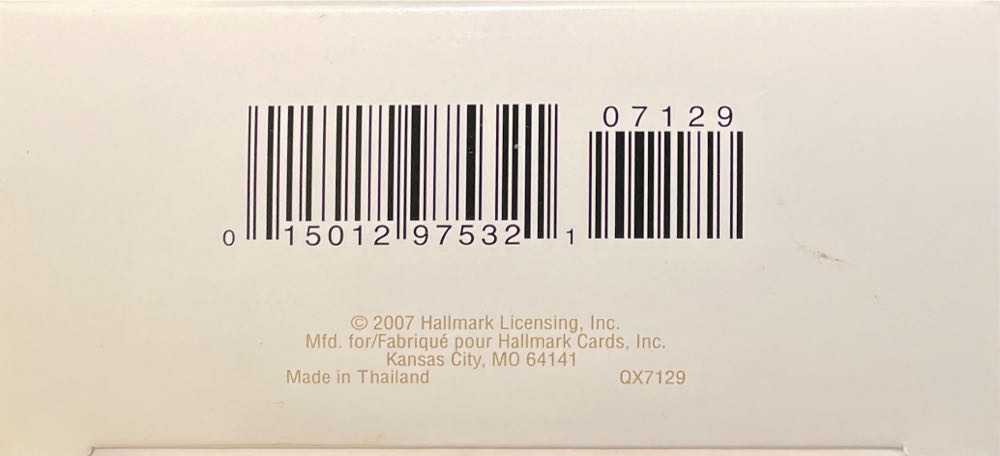 07129
0 15012 97532 1
© 2007 Hallmark Licensing, Inc.
Mfd. for/Fabriqué pour Hallmark Cards, Inc.
Kansas City, MO 64141
Made in Thailand QX7129